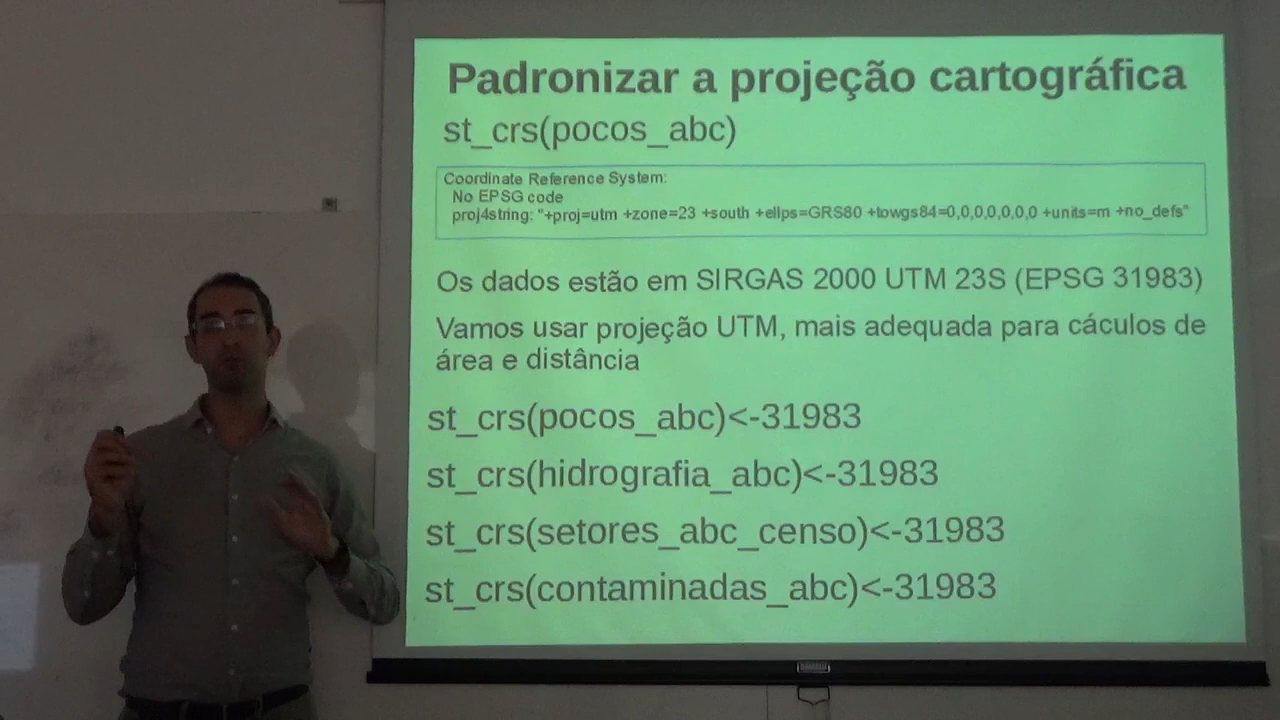 Padronizar a projeção cartográfica
st_crs(pocos_abc)
Coordinate Reference System:
No EPSG code
proj4string: "+proj=utm +zone=23 +south +ellps=GRS80 +towgs84=0,0,0,0,0,0,0 +units=m +no_defs"
Os dados estão em SIRGAS 2000 UTM 23S (EPSG 31983)
Vamos usar projeção UTM, mais adequada para cáculos de
área e distância
st_crs(pocos_abc)<-31983
st_crs(hidrografia_abc)<-31983
st_crs(setores_abc_censo)<-31983
st_crs(contaminadas_abc)<-31983